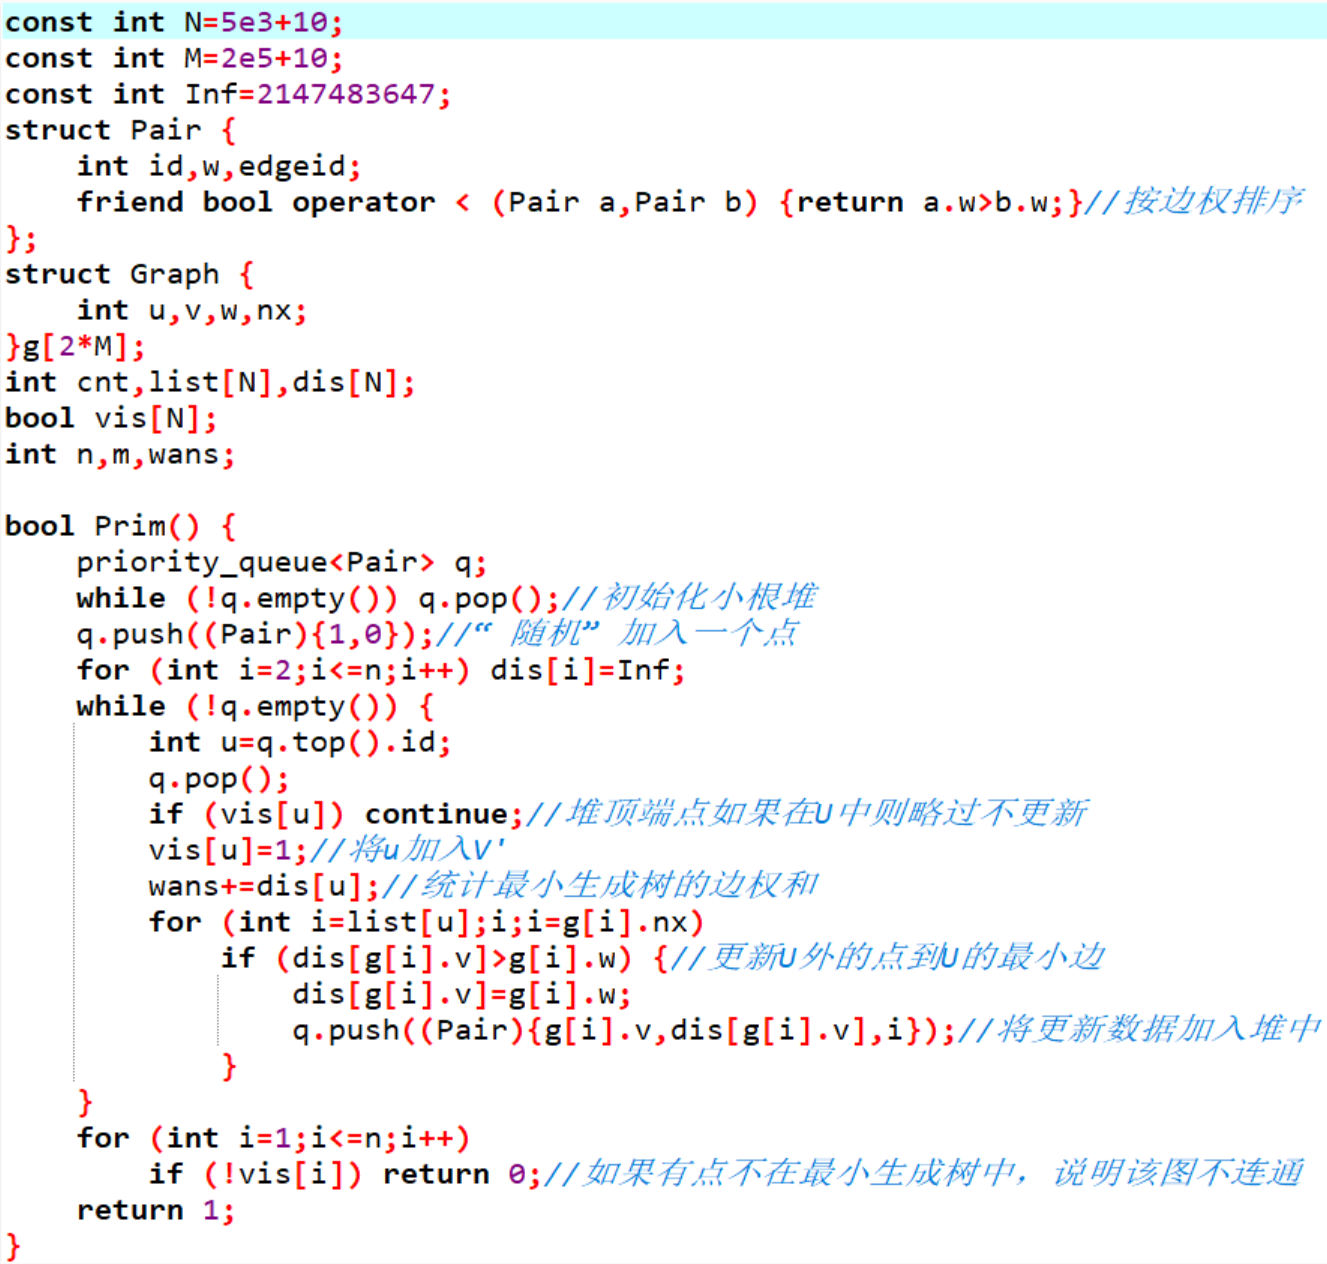 const int N=5e3+10;
const int M=2e5+10;
const int Inf=2147483647;
struct Pair {
    int id,w,edgeid;
    friend bool operator < (Pair a,Pair b) {return a.w>b.w;}//按边权排序
};
struct Graph {
    int u,v,w,nx;
}g[2*M];
int cnt,list[N],dis[N];
bool vis[N];
int n,m,wans;

bool Prim() {
    priority_queue<Pair> q;
    while (!q.empty()) q.pop();//初始化小根堆
    q.push((Pair){1,0});//“随机”加入一个点
    for (int i=2;i<=n;i++) dis[i]=Inf;
    while (!q.empty()) {
        int u=q.top().id;
        q.pop();
        if (vis[u]) continue;//堆顶端点如果在U中则略过不更新
        vis[u]=1;//将u加入V'
        wans+=dis[u];//统计最小生成树的边权和
        for (int i=list[u];i;i=g[i].nx)
            if (dis[g[i].v]>g[i].w) {//更新U外的点到U的最小边
                dis[g[i].v]=g[i].w;
                q.push((Pair){g[i].v,dis[g[i].v],i});//将更新数据加入堆中
            }
    }
    for (int i=1;i<=n;i++)
        if (!vis[i]) return 0;//如果有点不在最小生成树中，说明该图不连通
    return 1;
}